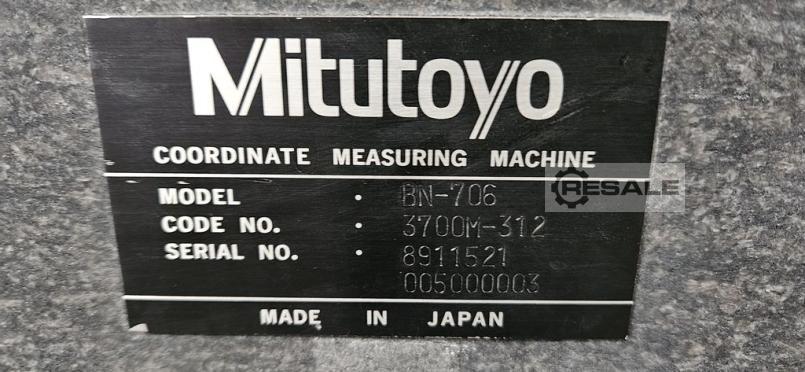 Mitutoyo
COORDINATE MEASURING MACHINE
MODEL · BN-706
CODE NO. · 3700M-312
SERIAL NO. · 8911521
005000003
MADE IN JAPAN
RESALE